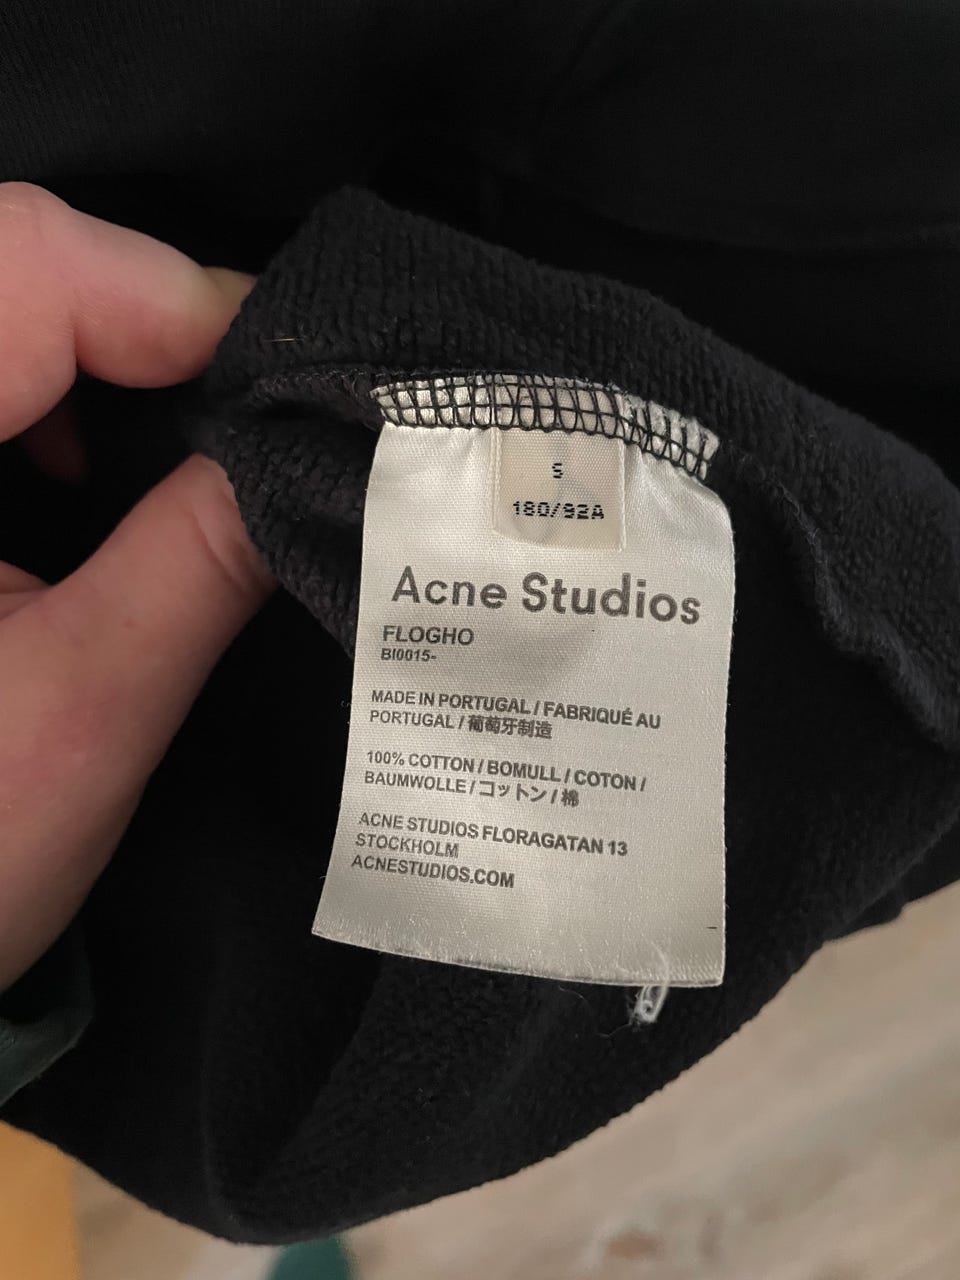 S
180/92A
Acne Studios
FLOGHO
BI0015-
MADE IN PORTUGAL / FABRIQUÉ AU
PORTUGAL / 葡萄牙制造
100% COTTON / BOMULL / COTON /
BAUMWOLLE / コットン / 棉
ACNE STUDIOS FLORAGATAN 13
STOCKHOLM
ACNESTUDIOS.COM